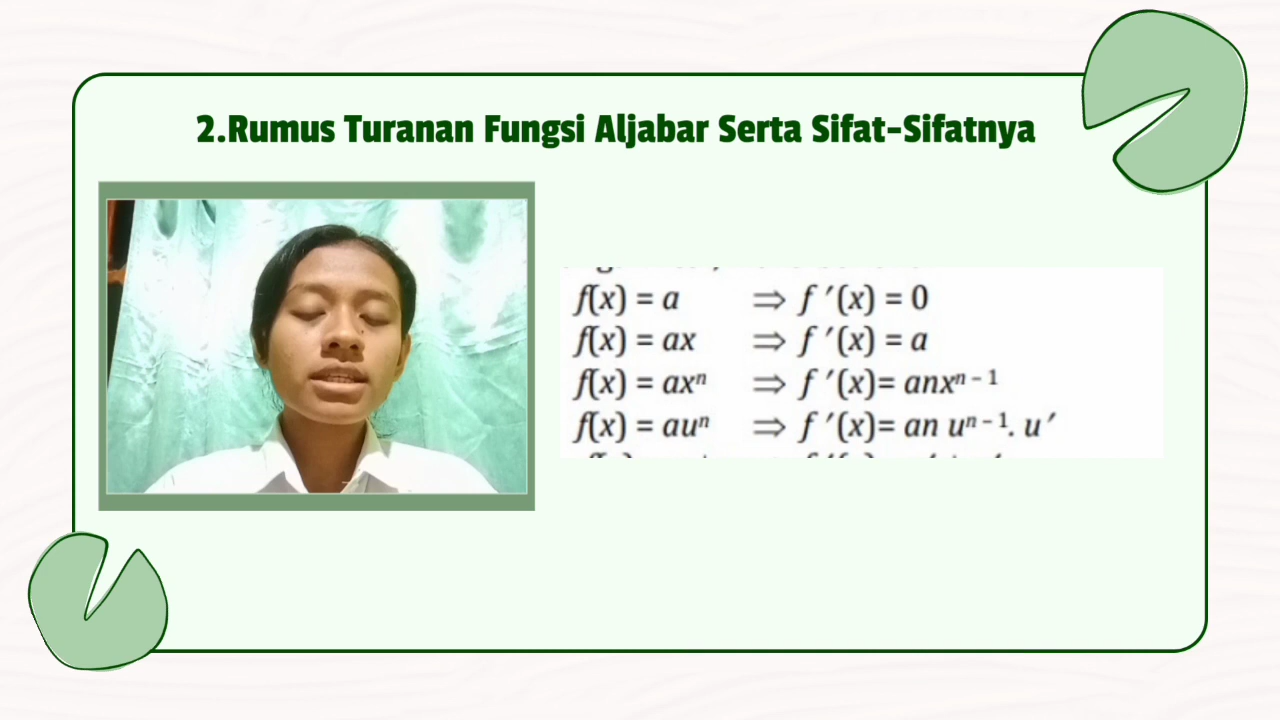 2.Rumus Turanan Fungsi Aljabar Serta Sifat-Sifatnya
f(x) = a ⟹ f ′(x) = 0
f(x) = ax ⟹ f ′(x) = a
f(x) = axⁿ ⟹ f ′(x)= anxⁿ⁻¹
f(x) = auⁿ ⟹ f ′(x)= an uⁿ⁻¹. u′